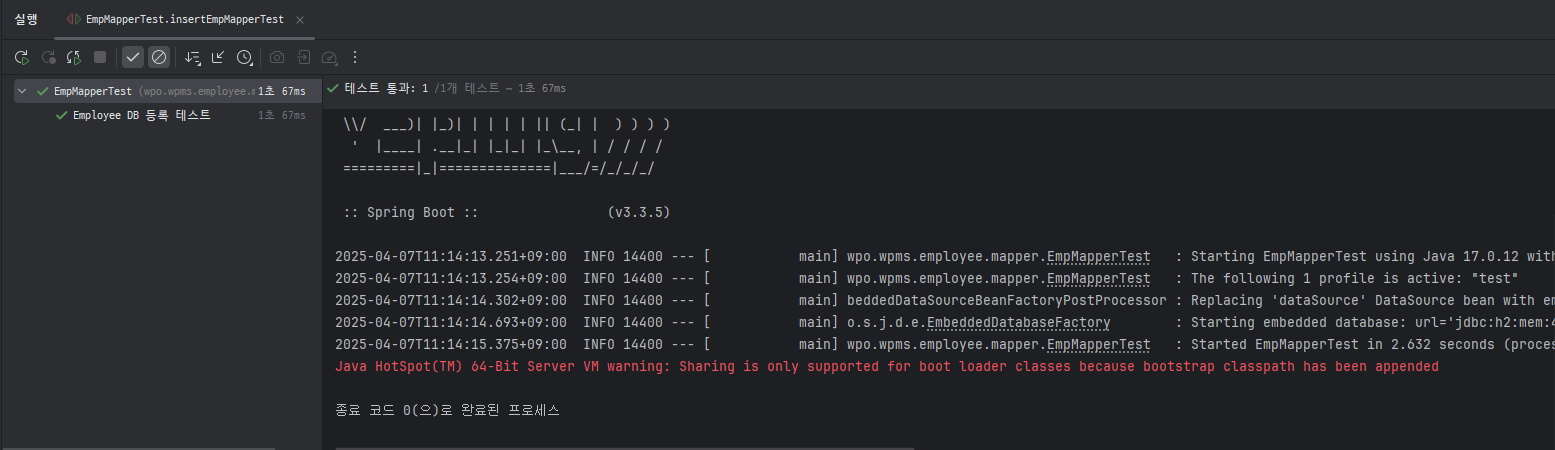 실행 EmpMapperTest.insertEmpMapperTest
EmpMapperTest (wpo.wpms.employee.r 1초 67ms
Employee DB 등록 테스트 1초 67ms
테스트 통과: 1 /1개 테스트 – 1초 67ms
 \\/  ___)| |_)| | | | | || (_| |  ) ) ) )
  '  |____| .__|_| |_|_| |_\__, | / / / /
 =========|_|==============|___/=/_/_/_/
 :: Spring Boot ::                (v3.3.5)
2025-04-07T11:14:13.251+09:00  INFO 14400 --- [           main] wpo.wpms.employee.mapper.EmpMapperTest   : Starting EmpMapperTest using Java 17.0.12 with
2025-04-07T11:14:13.254+09:00  INFO 14400 --- [           main] wpo.wpms.employee.mapper.EmpMapperTest   : The following 1 profile is active: "test"
2025-04-07T11:14:14.302+09:00  INFO 14400 --- [           main] beddedDataSourceBeanFactoryPostProcessor : Replacing 'dataSource' DataSource bean with em
2025-04-07T11:14:14.693+09:00  INFO 14400 --- [           main] o.s.j.d.e.EmbeddedDatabaseFactory        : Starting embedded database: url='jdbc:h2:mem:4
2025-04-07T11:14:15.375+09:00  INFO 14400 --- [           main] wpo.wpms.employee.mapper.EmpMapperTest   : Started EmpMapperTest in 2.632 seconds (proces
Java HotSpot(TM) 64-Bit Server VM warning: Sharing is only supported for boot loader classes because bootstrap classpath has been appended
종료 코드 0(으)로 완료된 프로세스